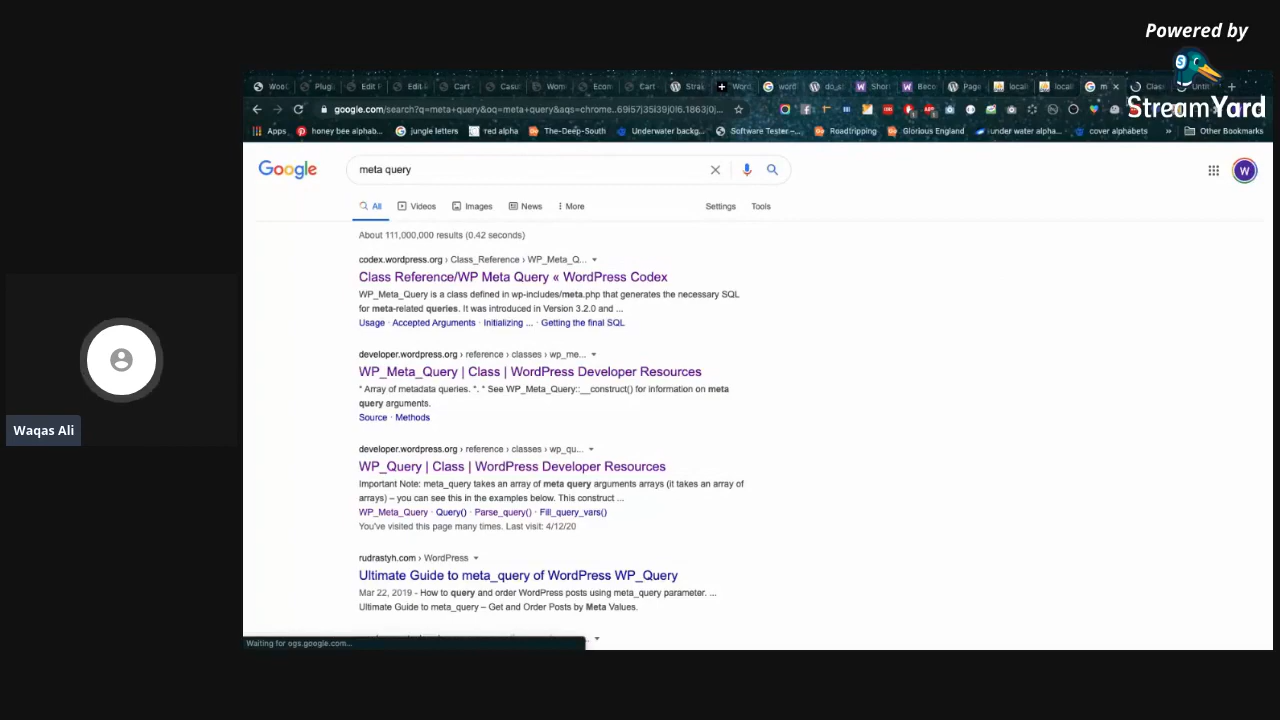 Powered by
StreamYard
Waqas Ali
Plugi
Edit
Edit
Cart
Cart
google.com/search?q=meta+query&oq=meta+query&aqs=chrome..69i57j35i39j0l6.1863j0j...
Apps
honey bee alphab...
jungle letters
red alpha
The-Deep-South
Underwater backg...
Software Tester –...
Roadtripping
Glorious England
under water alpha...
cover alphabets
»
Other Bookmarks
Google
meta query
W
All
Videos
Images
News
More
Settings
Tools
About 111,000,000 results (0.42 seconds)
codex.wordpress.org › Class_Reference › WP_Meta_Q...
Class Reference/WP Meta Query « WordPress Codex
WP_Meta_Query is a class defined in wp-includes/meta.php that generates the necessary SQL
for meta-related queries. It was introduced in Version 3.2.0 and ...
Usage · Accepted Arguments · Initializing ... · Getting the final SQL
developer.wordpress.org › reference › classes › wp_me...
WP_Meta_Query | Class | WordPress Developer Resources
* Array of metadata queries. *. * See WP_Meta_Query::__construct() for information on meta
query arguments.
Source · Methods
developer.wordpress.org › reference › classes › wp_qu...
WP_Query | Class | WordPress Developer Resources
Important Note: meta_query takes an array of meta query arguments arrays (it takes an array of
arrays) – you can see this in the examples below. This construct ...
WP_Meta_Query · Query() · Parse_query() · Fill_query_vars()
You've visited this page many times. Last visit: 4/12/20
rudrastyh.com › WordPress
Ultimate Guide to meta_query of WordPress WP_Query
Mar 22, 2019 - How to query and order WordPress posts using meta_query parameter. ...
Ultimate Guide to meta_query – Get and Order Posts by Meta Values.
Waiting for ogs.google.com...